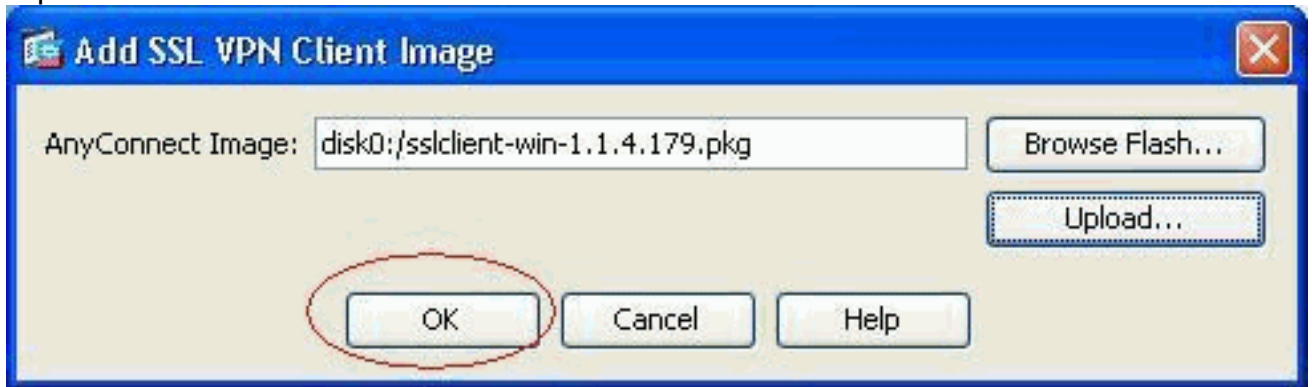 Add SSL VPN Client Image
AnyConnect Image: disk0:/sslclient-win-1.1.4.179.pkg Browse Flash...
Upload...
OK Cancel Help